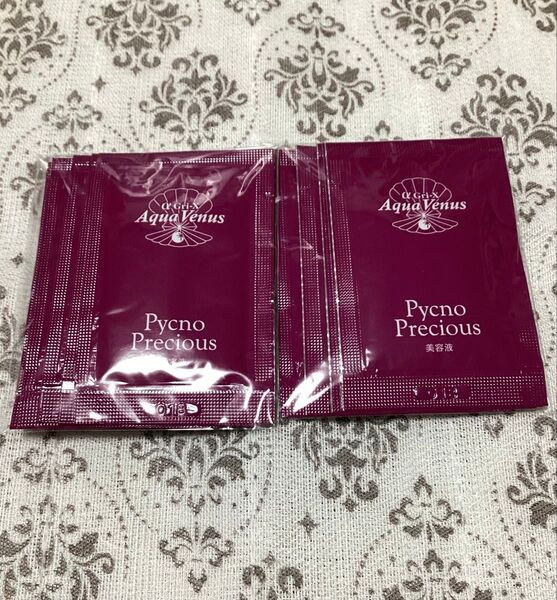 α Gri-X
Aqua Venus
Pycno
Precious
α Gri-X
Aqua Venus
Pycno
Precious
美容液